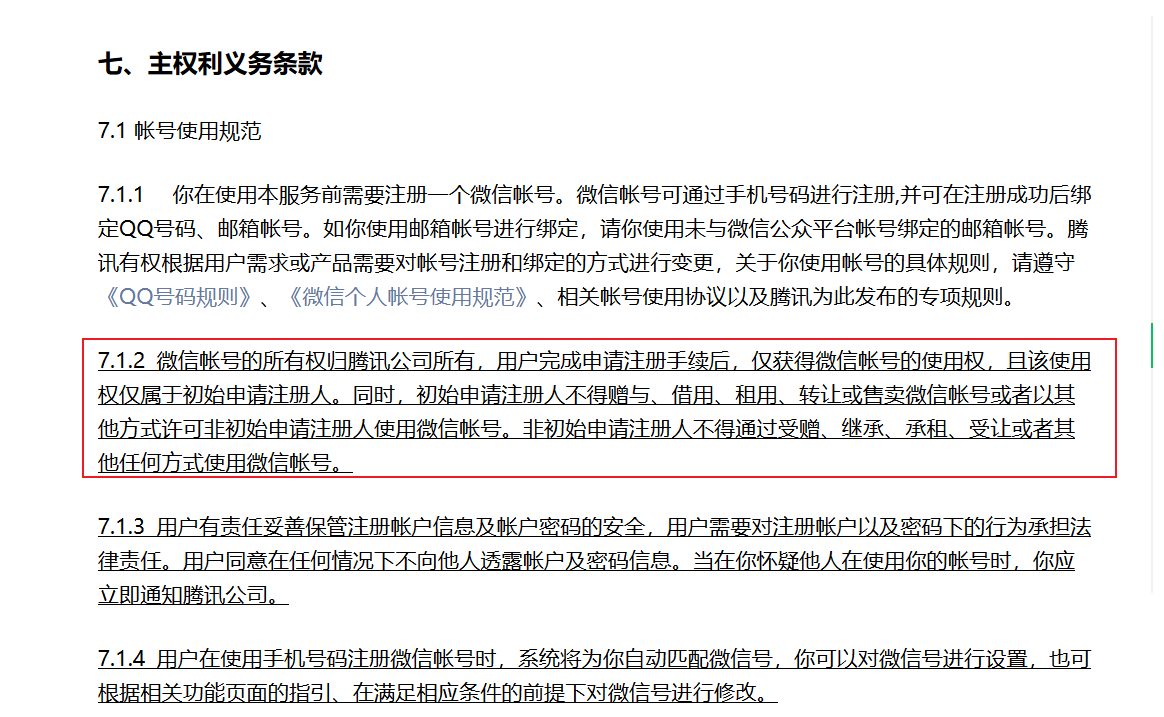 七、主权利义务条款
7.1 帐号使用规范
7.1.1 你在使用本服务前需要注册一个微信帐号。微信帐号可通过手机号码进行注册,并可在注册成功后绑
定QQ号码、邮箱帐号。如你使用邮箱帐号进行绑定，请你使用未与微信公众平台帐号绑定的邮箱帐号。腾
讯有权根据用户需求或产品需要对帐号注册和绑定的方式进行变更，关于你使用帐号的具体规则，请遵守
《QQ号码规则》、《微信个人帐号使用规范》、相关帐号使用协议以及腾讯为此发布的专项规则。
7.1.2 微信帐号的所有权归腾讯公司所有，用户完成申请注册手续后，仅获得微信帐号的使用权，且该使用
权仅属于初始申请注册人。同时，初始申请注册人不得赠与、借用、租用、转让或售卖微信帐号或者以其
他方式许可非初始申请注册人使用微信帐号。非初始申请注册人不得通过受赠、继承、承租、受让或者其
他任何方式使用微信帐号。
7.1.3 用户有责任妥善保管注册帐户信息及帐户密码的安全，用户需要对注册帐户以及密码下的行为承担法
律责任。用户同意在任何情况下不向他人透露帐户及密码信息。当在你怀疑他人在使用你的帐号时，你应
立即通知腾讯公司。
7.1.4 用户在使用手机号码注册微信帐号时，系统将为你自动匹配微信号，你可以对微信号进行设置，也可
根据相关功能页面的指引、在满足相应条件的前提下对微信号进行修改。